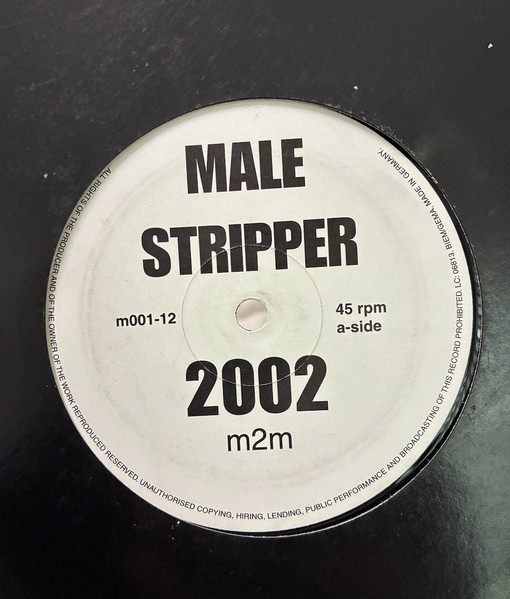 MALE
STRIPPER
m001-12
45 rpm
a-side
2002
m2m
ALL RIGHTS OF THE PRODUCER AND OF THE OWNER OF THE WORK REPRODUCED RESERVED. UNAUTHORISED COPYING, HIRING, LENDING, PUBLIC PERFORMANCE AND BROADCASTING OF THIS RECORD PROHIBITED. LC: 06813. BIEM/GEMA. MADE IN GERMANY.